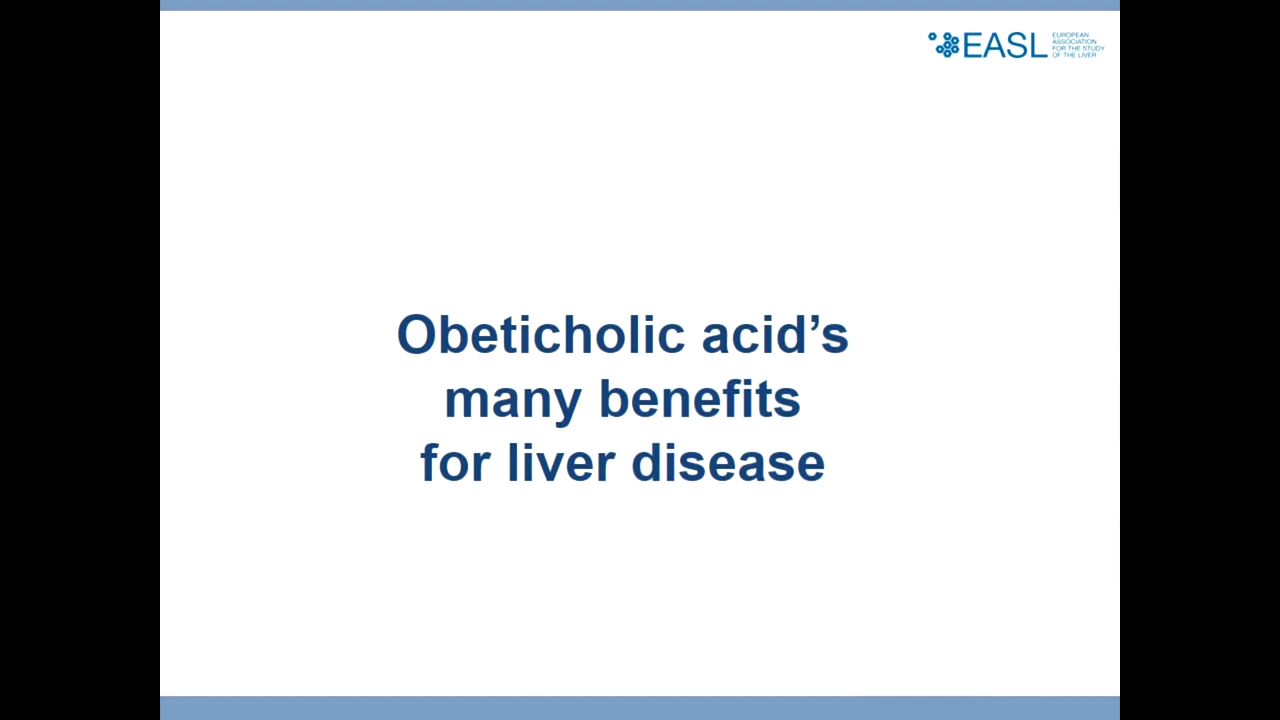 EASL
EUROPEAN
ASSOCIATION
FOR THE STUDY
OF THE LIVER
Obeticholic acid’s
many benefits
for liver disease